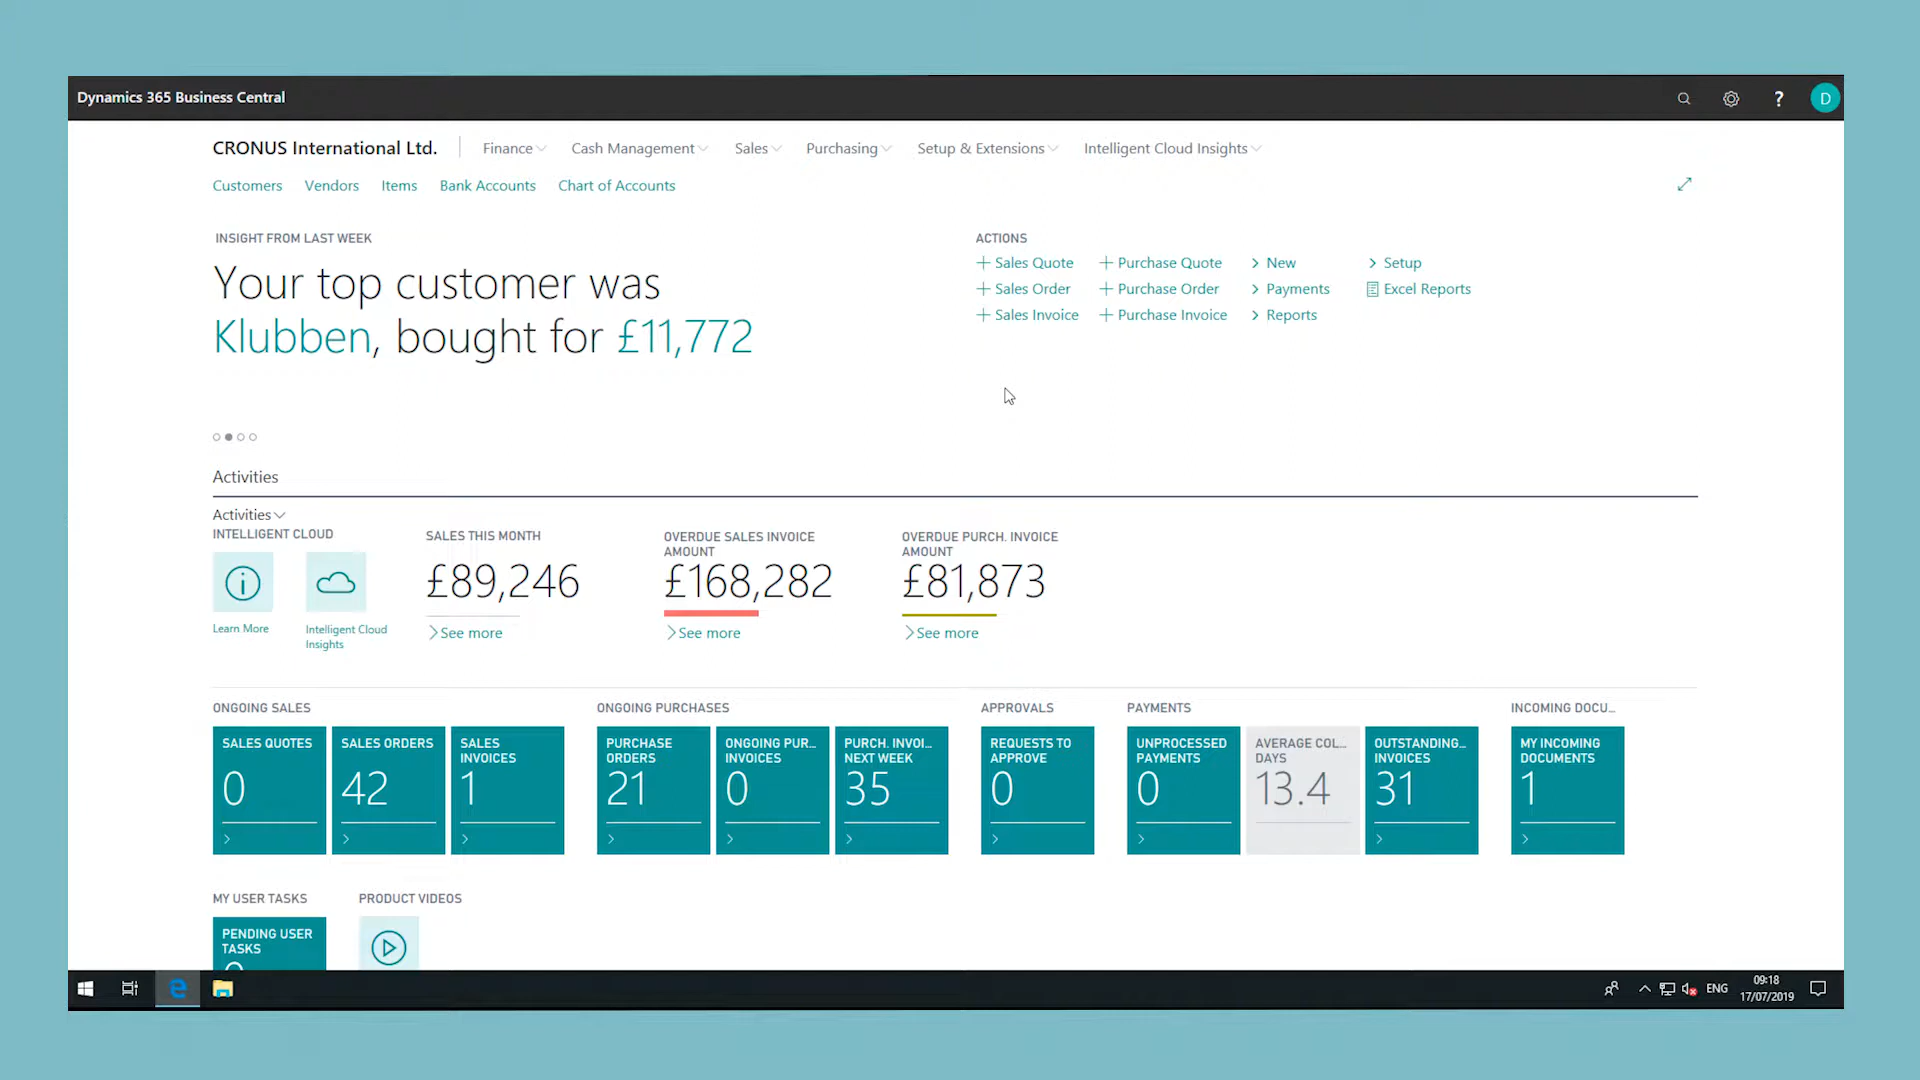 Dynamics 365 Business Central
?
D
CRONUS International Ltd.
Finance
Cash Management
Sales
Purchasing
Setup & Extensions
Intelligent Cloud Insights
Customers
Vendors
Items
Bank Accounts
Chart of Accounts
INSIGHT FROM LAST WEEK
Your top customer was
Klubben, bought for £11,772
ACTIONS
Sales Quote
Sales Order
Sales Invoice
Purchase Quote
Purchase Order
Purchase Invoice
New
Payments
Reports
Setup
Excel Reports
Activities
Activities
INTELLIGENT CLOUD
Learn More
Intelligent Cloud
Insights
SALES THIS MONTH
£89,246
See more
OVERDUE SALES INVOICE
AMOUNT
£168,282
See more
OVERDUE PURCH. INVOICE
AMOUNT
£81,873
See more
ONGOING SALES
SALES QUOTES
0
SALES ORDERS
42
SALES
INVOICES
1
ONGOING PURCHASES
PURCHASE
ORDERS
21
ONGOING PUR...
INVOICES
0
PURCH. INVOI...
NEXT WEEK
35
APPROVALS
REQUESTS TO
APPROVE
0
PAYMENTS
UNPROCESSED
PAYMENTS
0
AVERAGE COL...
DAYS
13.4
OUTSTANDING...
INVOICES
31
INCOMING DOCU...
MY INCOMING
DOCUMENTS
1
MY USER TASKS
PENDING USER
TASKS
PRODUCT VIDEOS
ENG
09:18
17/07/2019